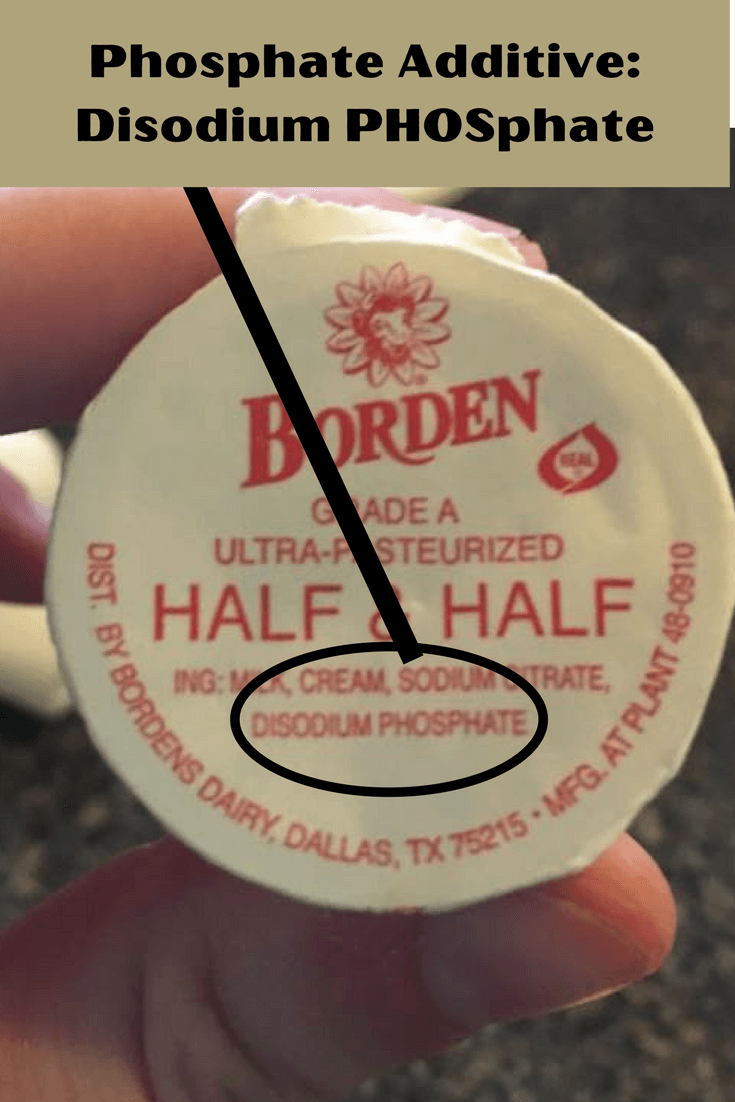 Phosphate Additive:
Disodium PHOSphate
BORDEN
REAL
GRADE A
ULTRA-PASTEURIZED
HALF & HALF
ING: MILK, CREAM, SODIUM CITRATE,
DISODIUM PHOSPHATE
DIST. BY BORDENS DAIRY, DALLAS, TX 75215 • MFG. AT PLANT 48-0910